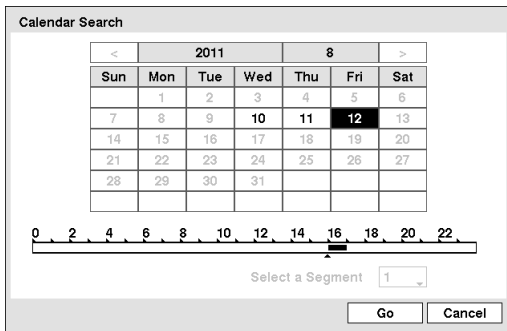 Calendar Search
< 2011 8 >
Sun Mon Tue Wed Thu Fri Sat
1 2 3 4 5 6
7 8 9 10 11 12 13
14 15 16 17 18 19 20
21 22 23 24 25 26 27
28 29 30 31
0 2 4 6 8 10 12 14 16 18 20 22
Select a Segment 1
Go Cancel